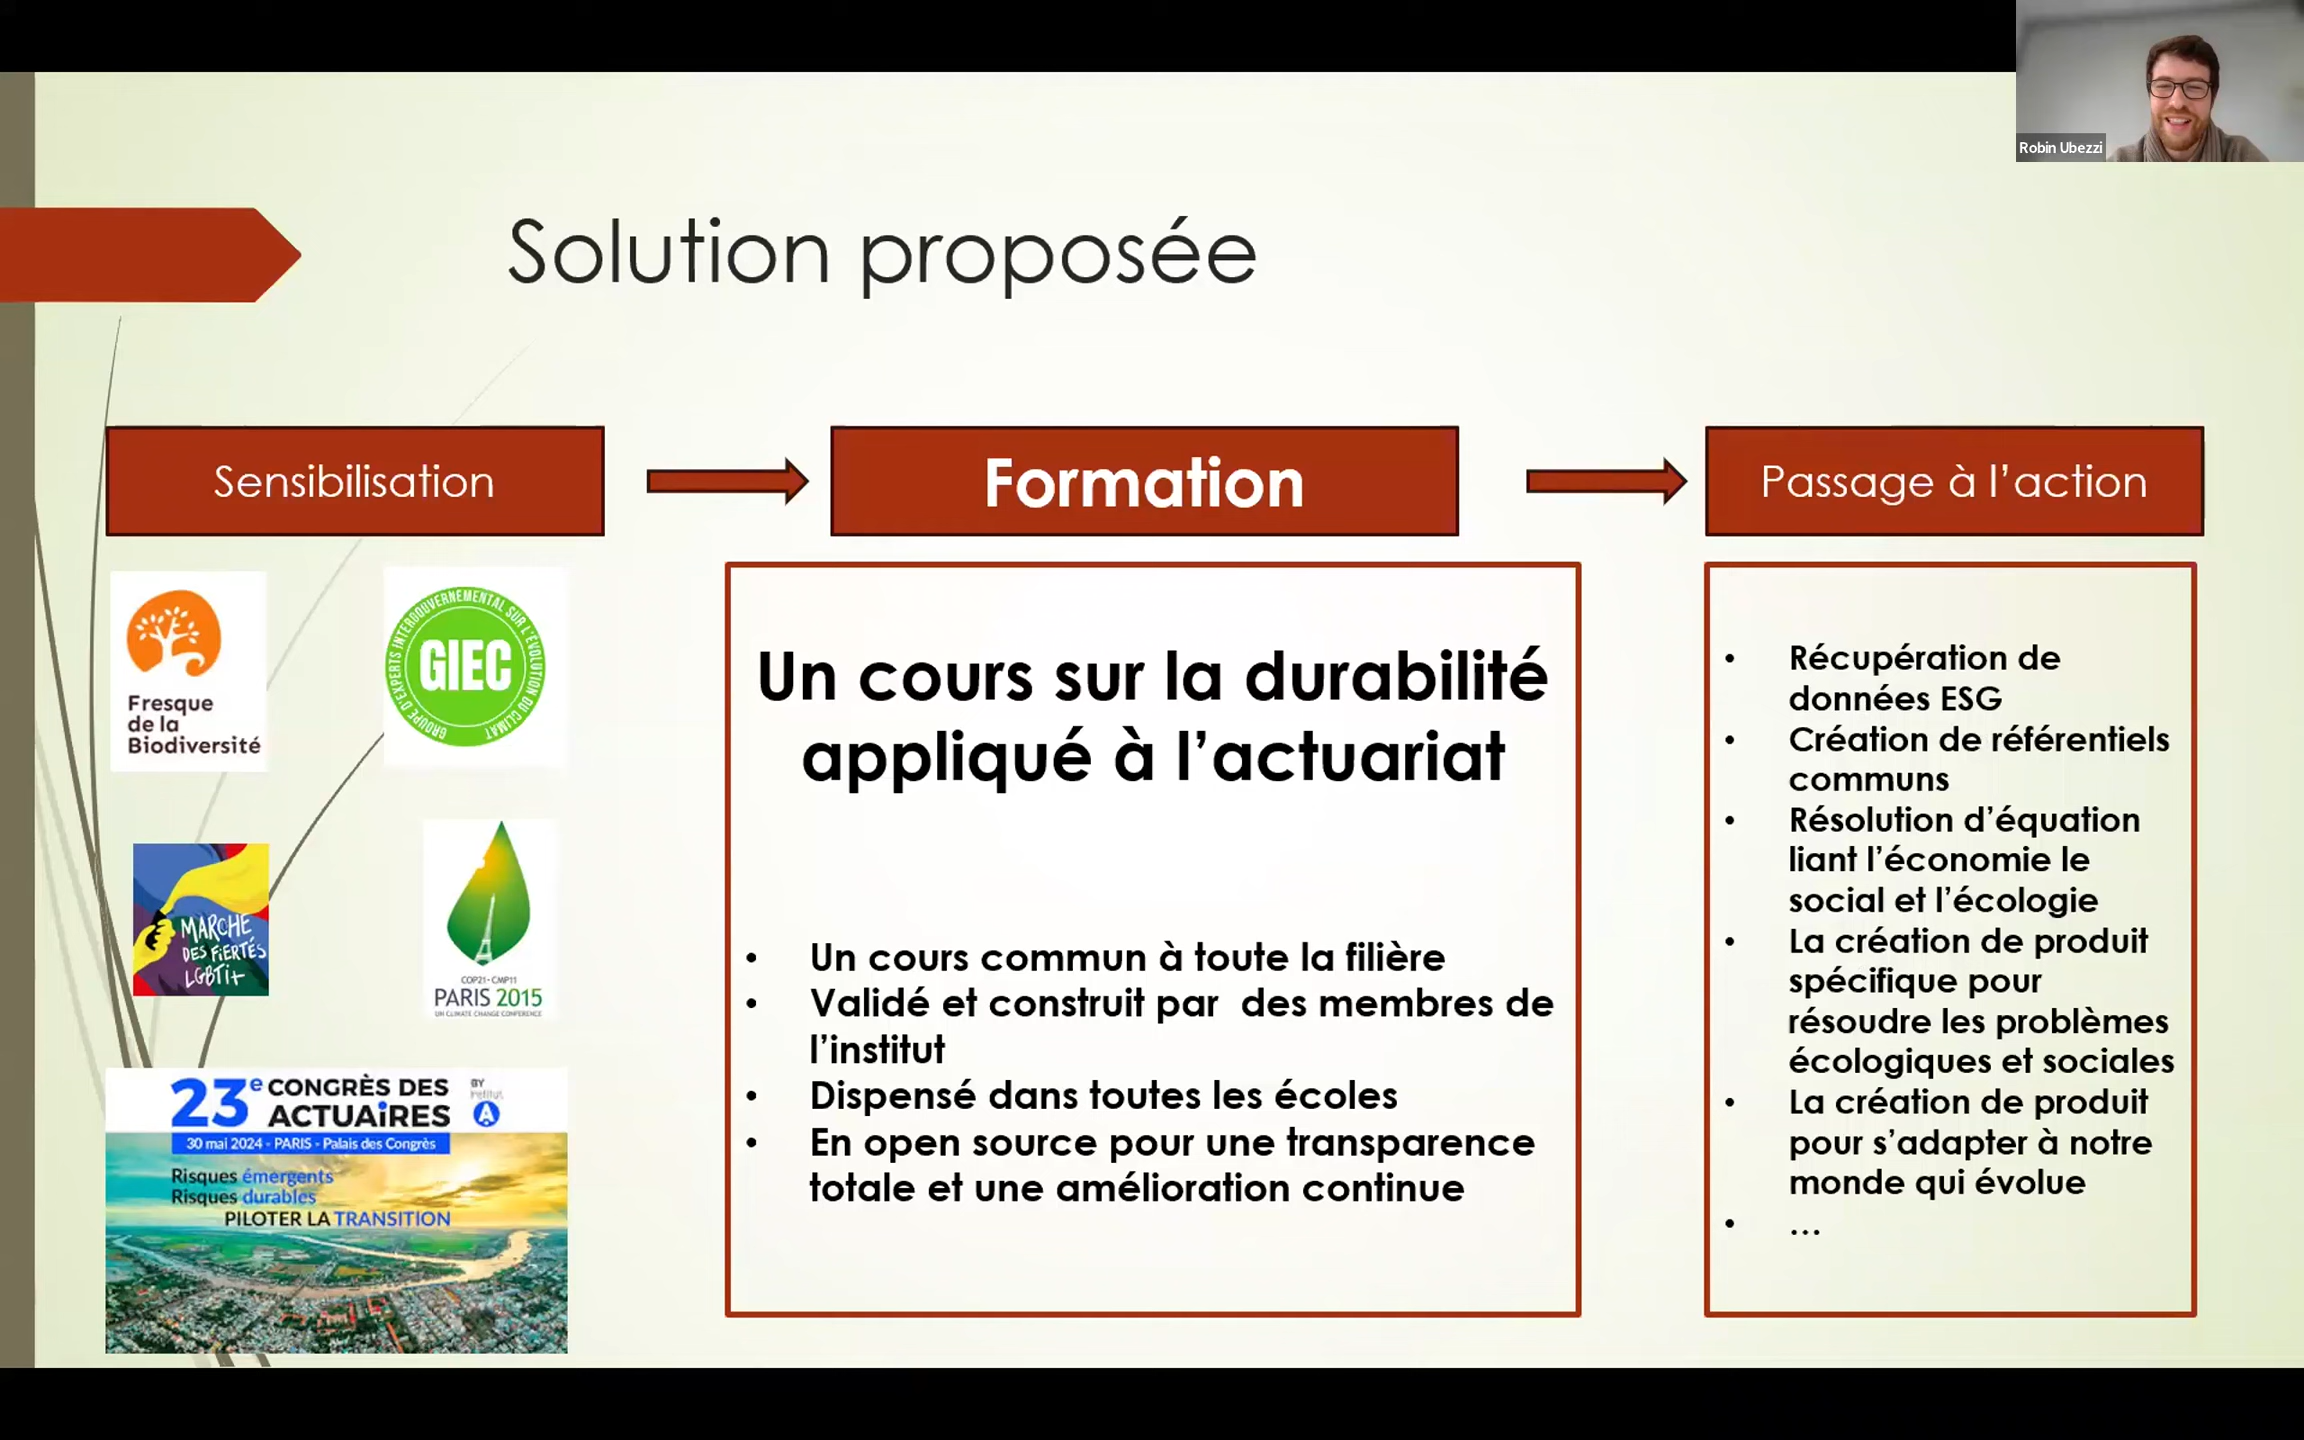 Robin Ubezzi
Solution proposée
Sensibilisation
Formation
Passage à l'action
Fresque
de la
Biodiversité
GROUPE D'EXPERTS INTERGOUVERNEMENTAL SUR L'ÉVOLUTION DU CLIMAT
GIEC
MARCHE
DES FIERTÉS
LGBTI+
COP21·CMP11
PARIS 2015
UN CLIMATE CHANGE CONFERENCE
23e CONGRÈS DES
ACTUAIRES
BY
Institut
A
30 mai 2024 - PARIS - Palais des Congrès
Risques émergents
Risques durables
PILOTER LA TRANSITION
Un cours sur la durabilité
appliqué à l'actuariat
• Un cours commun à toute la filière
• Validé et construit par des membres de
l'institut
• Dispensé dans toutes les écoles
• En open source pour une transparence
totale et une amélioration continue
• Récupération de
données ESG
• Création de référentiels
communs
• Résolution d'équation
liant l'économie le
social et l'écologie
• La création de produit
spécifique pour
résoudre les problèmes
écologiques et sociales
• La création de produit
pour s'adapter à notre
monde qui évolue
• ...